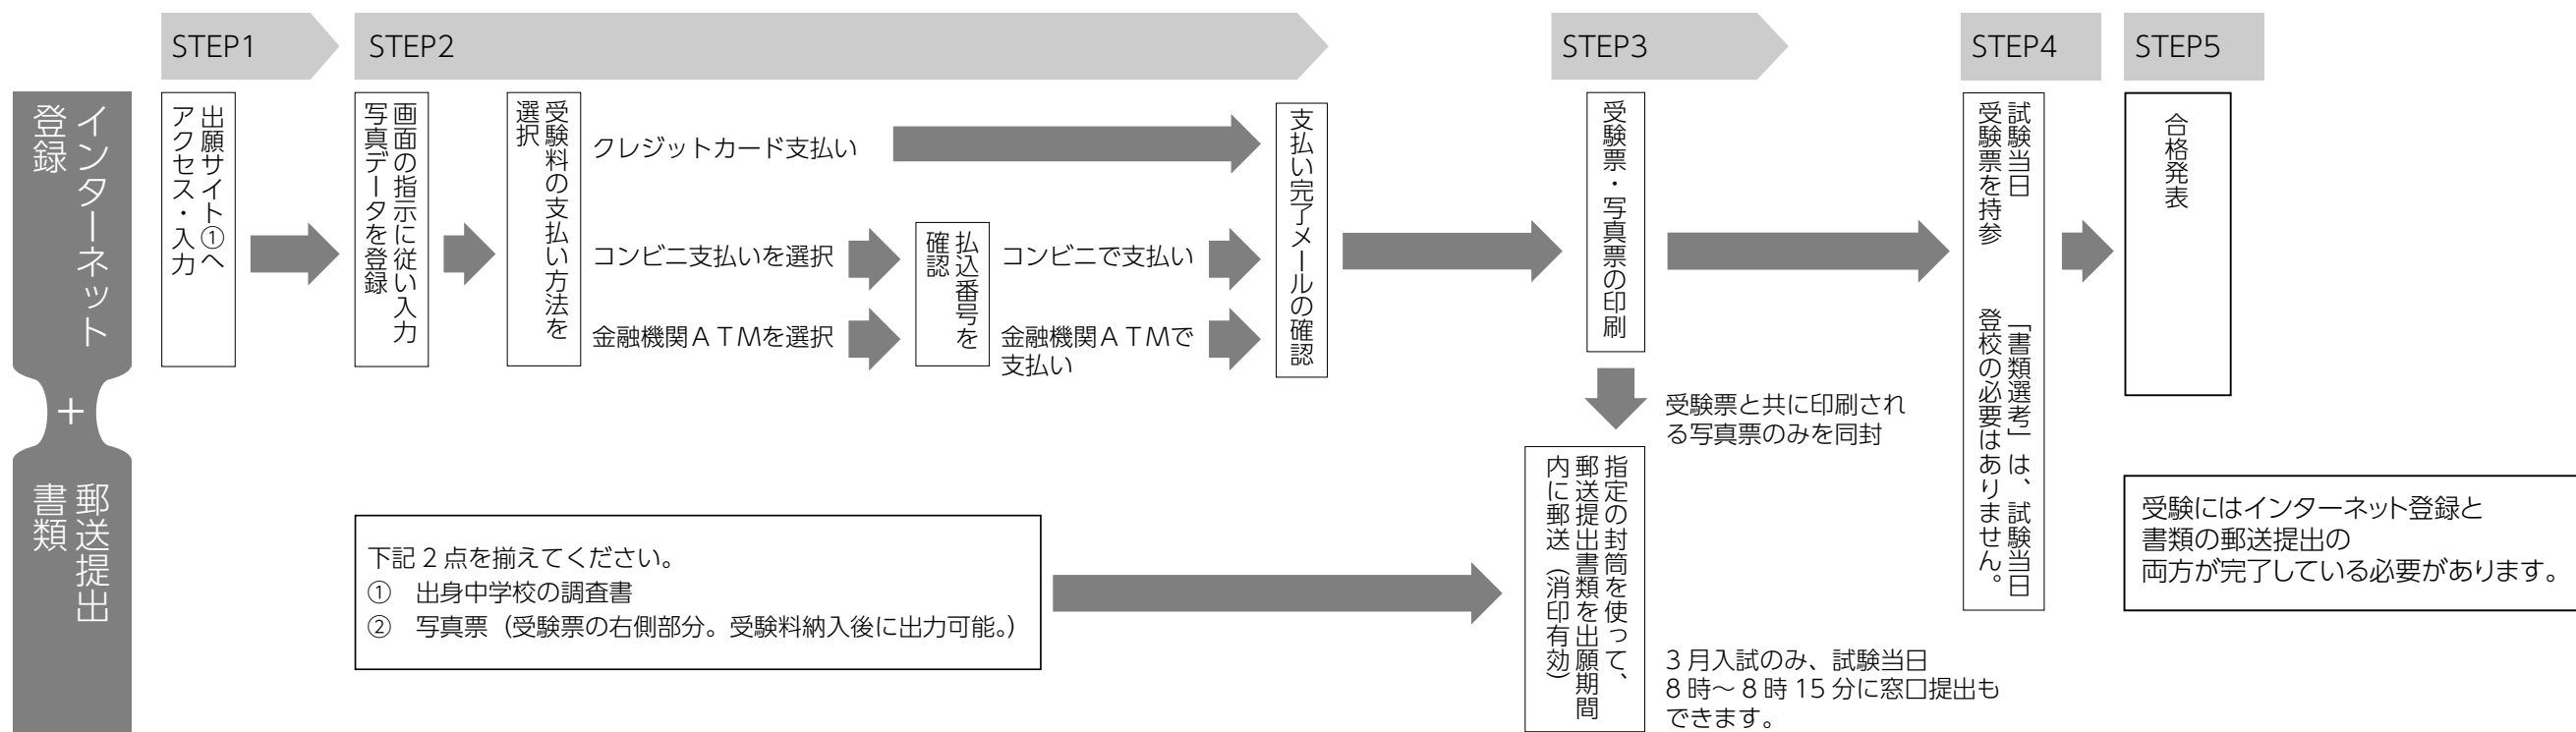 STEP1
STEP2
STEP3
STEP4
STEP5
インターネット
登録
+
郵送提出
書類
出願サイト①へ
アクセス・入力
画面の指示に従い入力
写真データを登録
受験料の支払い方法を
選択
クレジットカード支払い
コンビニ支払いを選択
金融機関ATMを選択
払込番号を
確認
コンビニで支払い
金融機関ATMで
支払い
支払い完了メールの確認
受験票・写真票の印刷
受験票と共に印刷され
る写真票のみを同封
下記2点を揃えてください。
① 出身中学校の調査書
② 写真票（受験票の右側部分。受験料納入後に出力可能。）
指定の封筒を使って、
郵送提出書類を出願期間
内に郵送（消印有効）
3月入試のみ、試験当日
8時～8時15分に窓口提出も
できます。
試験当日
受験票を持参
「書類選考」は、試験当日
登校の必要はありません。
合格発表
受験にはインターネット登録と
書類の郵送提出の
両方が完了している必要があります。